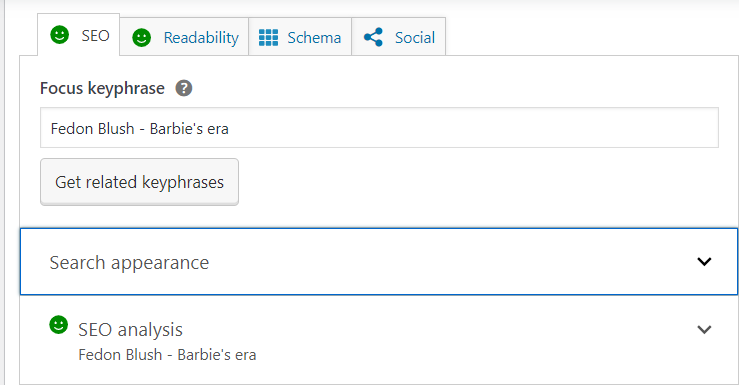 SEO
Readability
Schema
Social
Focus keyphrase ?
Fedon Blush - Barbie's era
Get related keyphrases
Search appearance
SEO analysis
Fedon Blush - Barbie's era